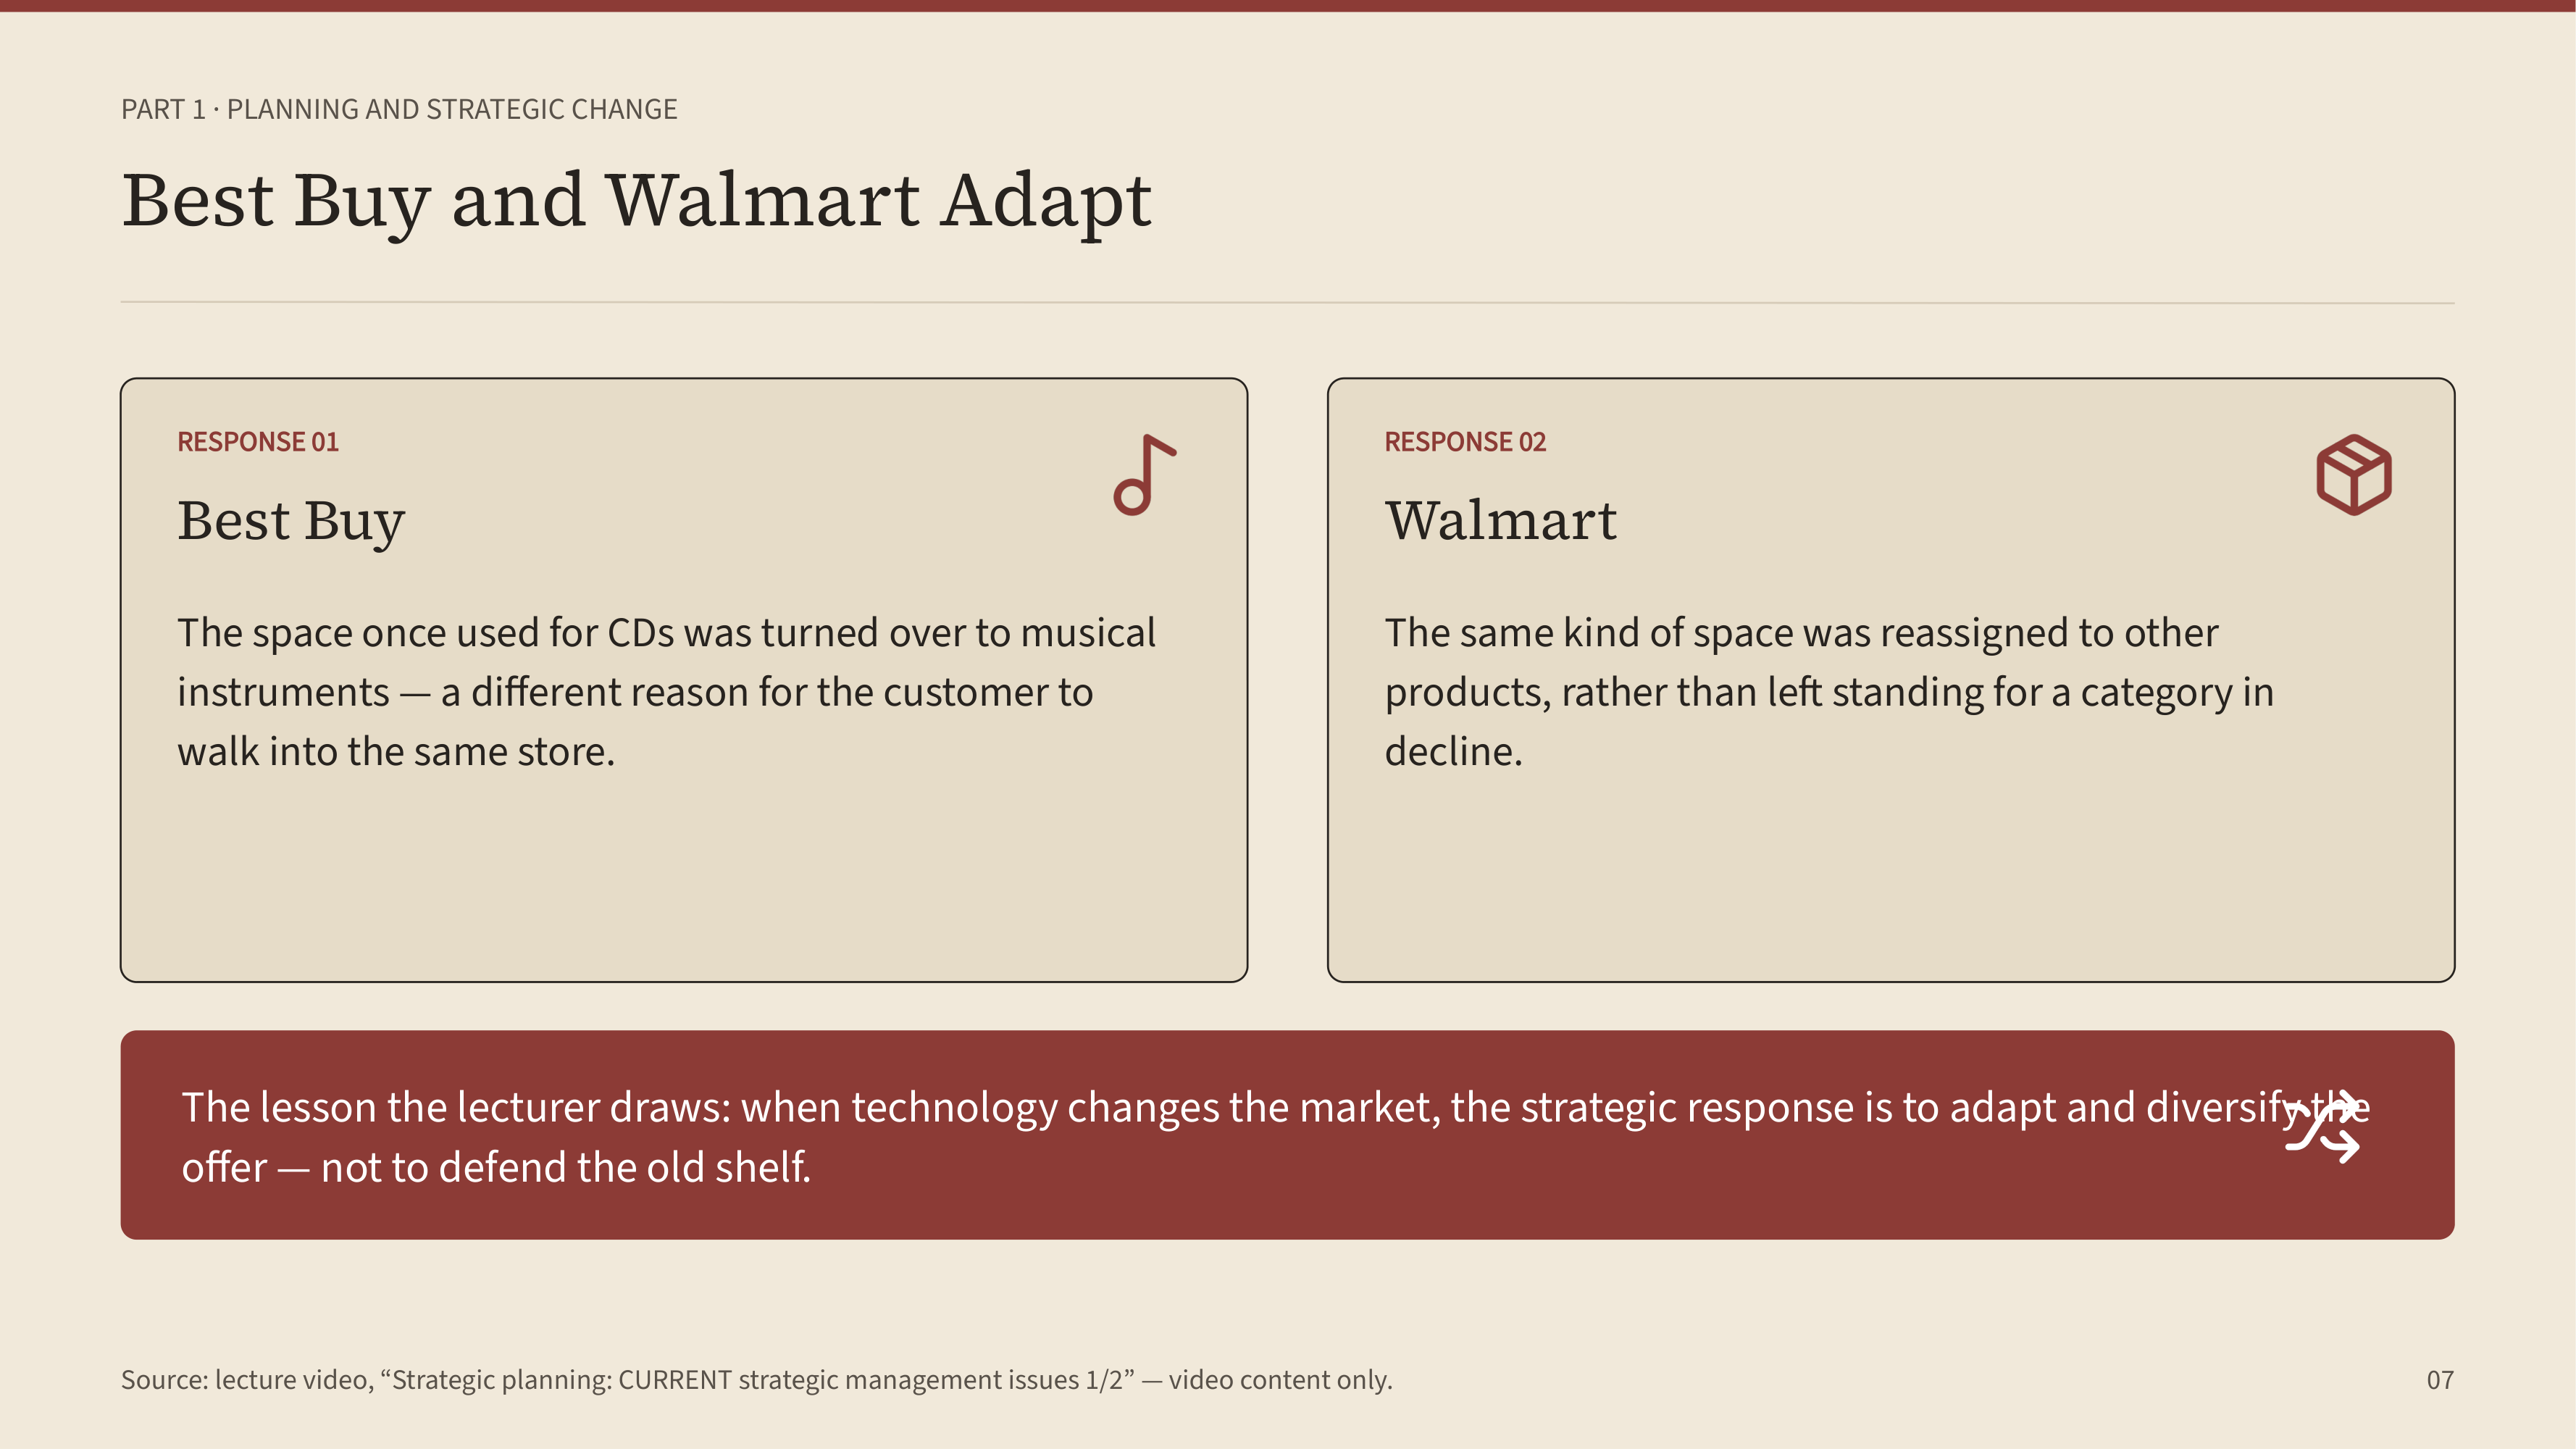 PART 1 · PLANNING AND STRATEGIC CHANGE
Best Buy and Walmart Adapt
RESPONSE 01
Best Buy
The space once used for CDs was turned over to musical
instruments — a different reason for the customer to
walk into the same store.
RESPONSE 02
Walmart
The same kind of space was reassigned to other
products, rather than left standing for a category in
decline.
The lesson the lecturer draws: when technology changes the market, the strategic response is to adapt and diversify the
offer — not to defend the old shelf.
Source: lecture video, “Strategic planning: CURRENT strategic management issues 1/2” — video content only.
07